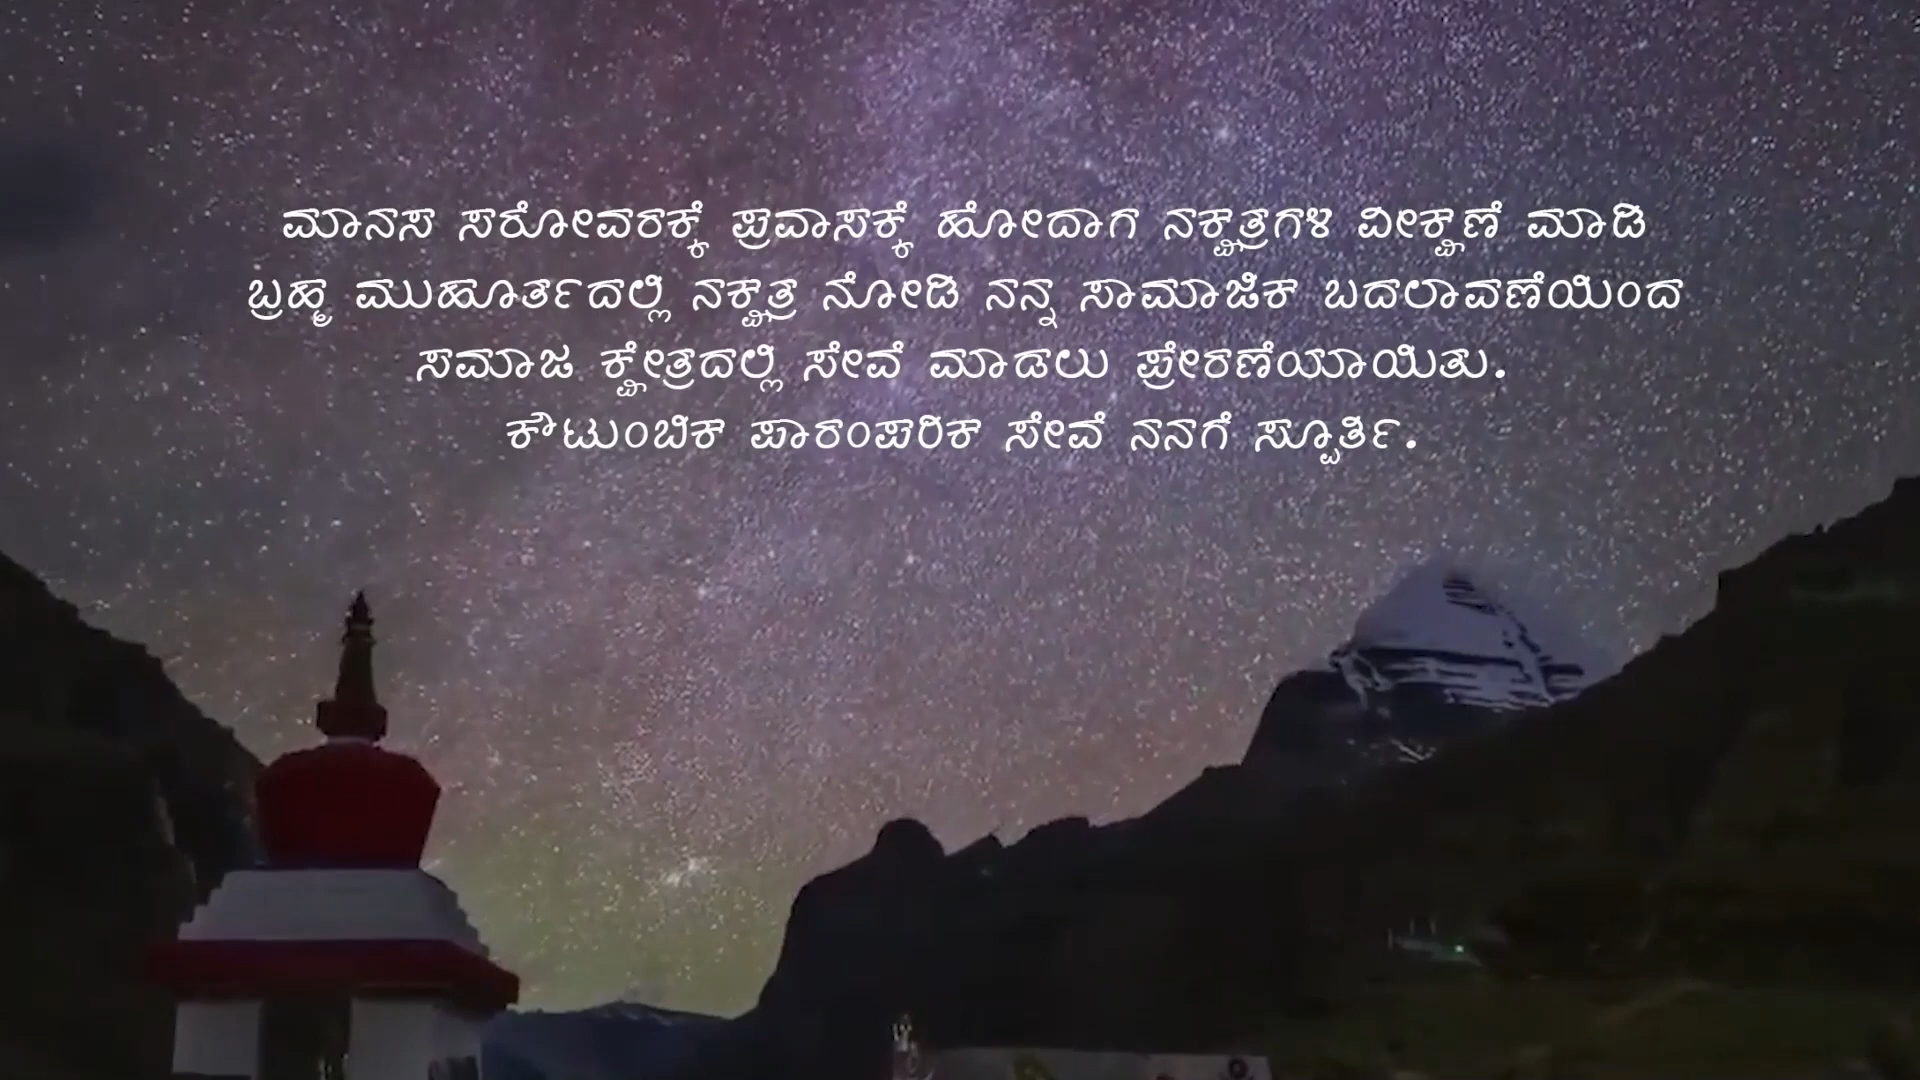 ಮಾನಸ ಸರೋವರಕ್ಕೆ ಪ್ರವಾಸಕ್ಕೆ ಹೋದಾಗ ನಕ್ಷತ್ರಗಳ ವೀಕ್ಷಣೆ ಮಾಡಿ
ಬ್ರಹ್ಮ ಮುಹೂರ್ತದಲ್ಲಿ ನಕ್ಷತ್ರ ನೋಡಿ ನನ್ನ ಸಾಮಾಜಿಕ ಬದಲಾವಣೆಯಿಂದ
ಸಮಾಜ ಕ್ಷೇತ್ರದಲ್ಲಿ ಸೇವೆ ಮಾಡಲು ಪ್ರೇರಣೆಯಾಯಿತು.
ಕೌಟುಂಬಿಕ ಪಾರಂಪರಿಕ ಸೇವೆ ನನಗೆ ಸ್ಪೂರ್ತಿ.